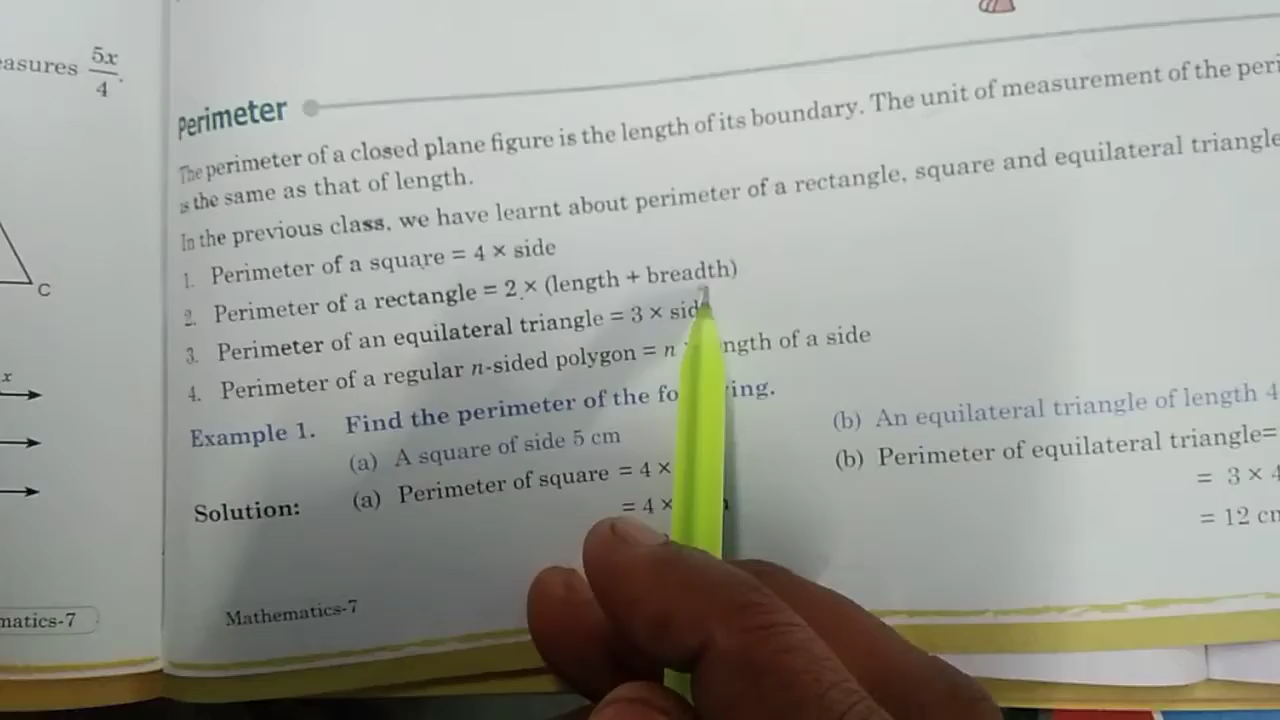 easures 5x/4.
C
x
matics-7
Perimeter
The perimeter of a closed plane figure is the length of its boundary. The unit of measurement of the peri
is the same as that of length.
In the previous class, we have learnt about perimeter of a rectangle, square and equilateral triangle
1. Perimeter of a square = 4 × side
2. Perimeter of a rectangle = 2 × (length + breadth)
3. Perimeter of an equilateral triangle = 3 × sid
4. Perimeter of a regular n-sided polygon = n ngth of a side
Example 1. Find the perimeter of the fo ing.
(a) A square of side 5 cm (b) An equilateral triangle of length 4
Solution: (a) Perimeter of square = 4 × (b) Perimeter of equilateral triangle=
= 4 × = 3 × 4
= 12 cm
Mathematics-7